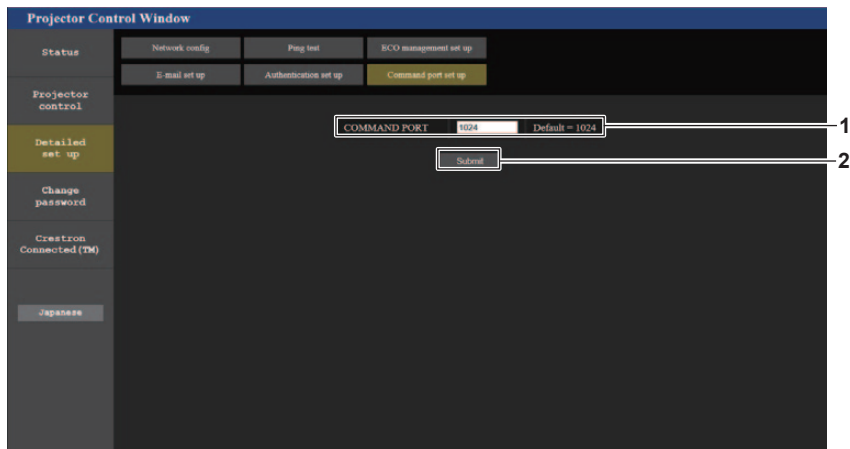 Projector Control Window
Status
Network config
Ping test
ECO management set up
E-mail set up
Authentication set up
Command port set up
Projector
control
Detailed
set up
Change
password
Crestron
Connected(TM)
Japanese
COMMAND PORT 1024 Default = 1024
1
Submit
2